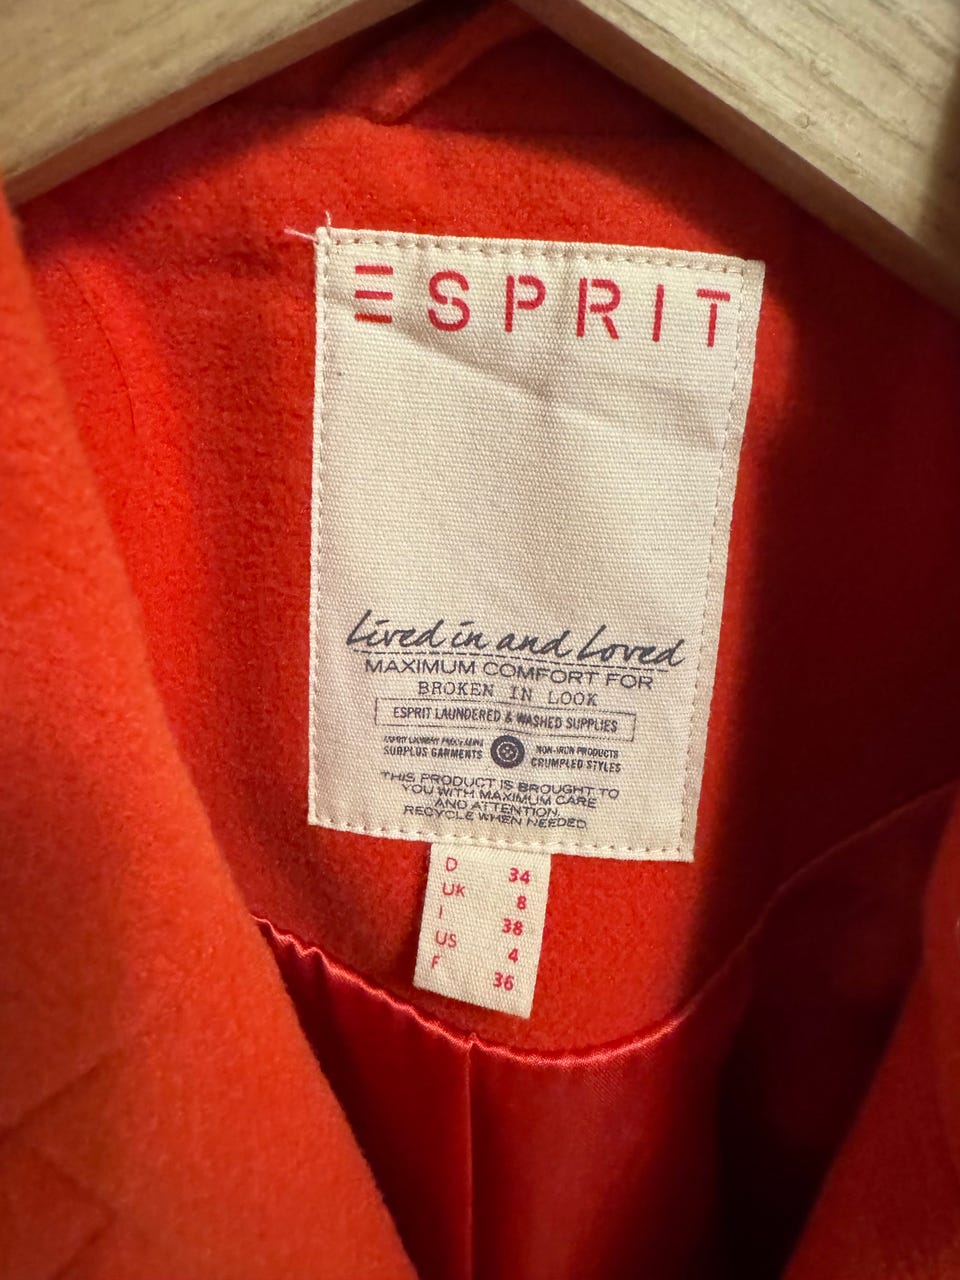 ESPRIT
Lived in and Loved
MAXIMUM COMFORT FOR
BROKEN IN LOOK
ESPRIT LAUNDERED & WASHED SUPPLIES
SURPLUS GARMENTS
NON-IRON PRODUCTS
CRUMPLED STYLES
THIS PRODUCT IS BROUGHT TO
YOU WITH MAXIMUM CARE
AND ATTENTION.
RECYCLE WHEN NEEDED.
D 34
UK 8
I 38
US 4
F 36